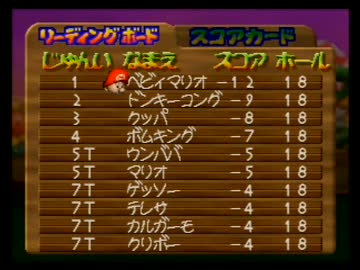 リーディングボード スコアカード
じゅんい なまえ スコア ホール
1 ベビィマリオ -12 18
2 ドンキーコング -9 18
3 クッパ -8 18
4 ボムキング -7 18
5T ウンババ -5 18
5T マリオ -5 18
7T ゲッソー -4 18
7T テレサ -4 18
7T カルガーモ -4 18
7T クリボー -4 18